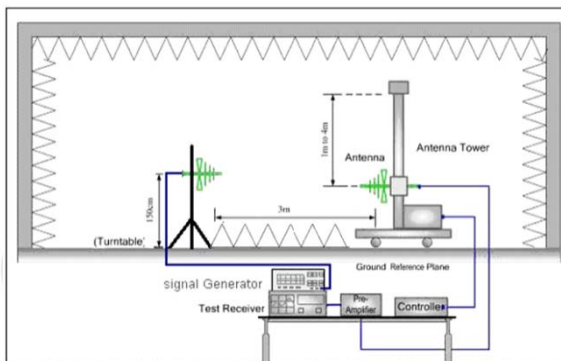 1m to 4m
Antenna
Antenna Tower
150cm
3m
(Turntable)
Ground Reference Plane
signal Generator
Test Receiver
Pre-
Amplifier
Controller